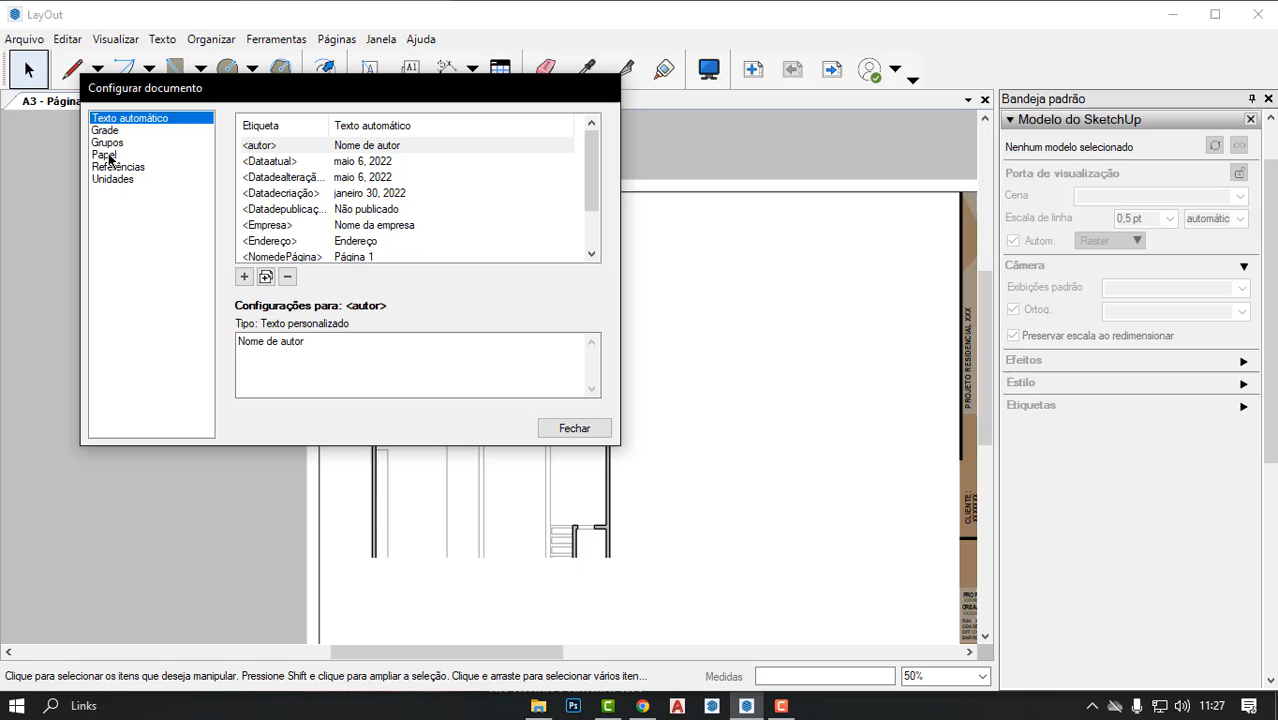 LayOut
Arquivo Editar Visualizar Texto Organizar Ferramentas Páginas Janela Ajuda
A3 - Página
Configurar documento
Texto automático
Grade
Grupos
Papel
Referências
Unidades
Etiqueta Texto automático
<autor> Nome de autor
<Dataatual> maio 6, 2022
<Datadealteraçã... maio 6, 2022
<Datadecriação> janeiro 30, 2022
<Datadepublicaç... Não publicado
<Empresa> Nome da empresa
<Endereço> Endereço
<NomedePágina> Página 1
Configurações para: <autor>
Tipo: Texto personalizado
Nome de autor
Fechar
Bandeja padrão
Modelo do SketchUp
Nenhum modelo selecionado
Porta de visualização
Cena
Escala de linha 0,5 pt automátic
Autom. Raster
Câmera
Exibições padrão
Ortog.
Preservar escala ao redimensionar
Efeitos
Estilo
Etiquetas
PROJETO RESIDENCIAL XXX
CLIENTE:
XXXXXX
Clique para selecionar os itens que deseja manipular. Pressione Shift e clique para ampliar a seleção. Clique e arraste para selecionar vários iten...
Medidas
50%
Links
11:27